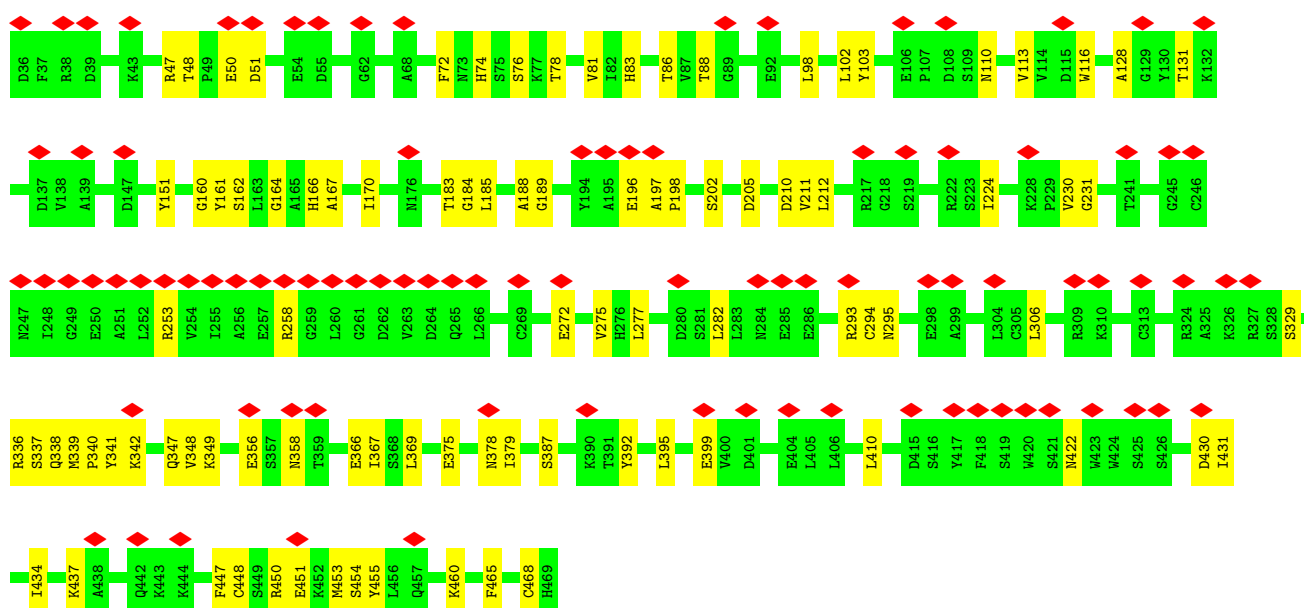 D36 F37 R38 D39 K43 R47 T48 P49 E50 D51 E54 D55 G62 A68 F72 N73 H74 S75 S76 K77 T78 V81 I82 H83 T86 V87 T88 G89 E92 L98 L102 Y103 E106 P107 D108 S109 N110 V113 V114 D115 W116 A128 G129 Y130 T131 K132
D137 V138 A139 D147 Y151 G160 Y161 S162 L163 G164 A165 H166 A167 I170 N176 T183 G184 L185 A188 G189 Y194 A195 E196 A197 P198 S202 D205 D210 V211 L212 R217 G218 S219 R222 S223 I224 K228 P229 V230 G231 T241 G245 C246
N247 I248 G249 E250 A251 L252 R253 V254 I255 A256 E257 R258 G259 L260 G261 D262 V263 D264 Q265 L266 C269 E272 V275 H276 L277 D280 S281 L282 L283 N284 E285 E286 R293 C294 N295 E298 A299 L304 C305 L306 R309 K310 C313 R324 A325 K326 R327 S328 S329
R336 S337 Q338 M339 P340 Y341 K342 Q347 V348 K349 E356 S357 N358 T359 E366 I367 S368 L369 E375 N378 I379 S387 K390 T391 Y392 L395 E399 V400 D401 E404 L405 L406 L410 D415 S416 Y417 F418 S419 W420 S421 N422 W423 W424 S425 S426 D430 I431
I434 K437 A438 Q442 K443 K444 F447 C448 S449 R450 E451 K452 M453 S454 Y455 L456 Q457 K460 F465 C468 H469